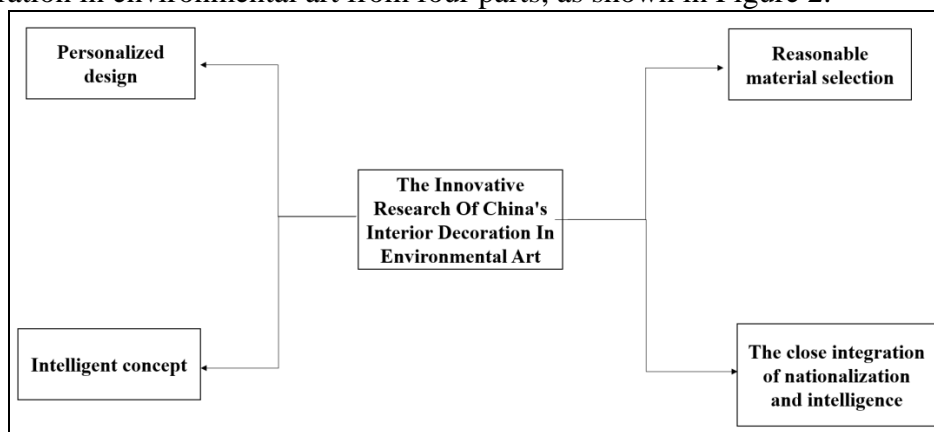 ration in environmental art from four parts, as shown in Figure 2.
Personalized
design
Reasonable
material selection
The Innovative
Research Of China's
Interior Decoration In
Environmental Art
Intelligent concept
The close integration
of nationalization
and intelligence